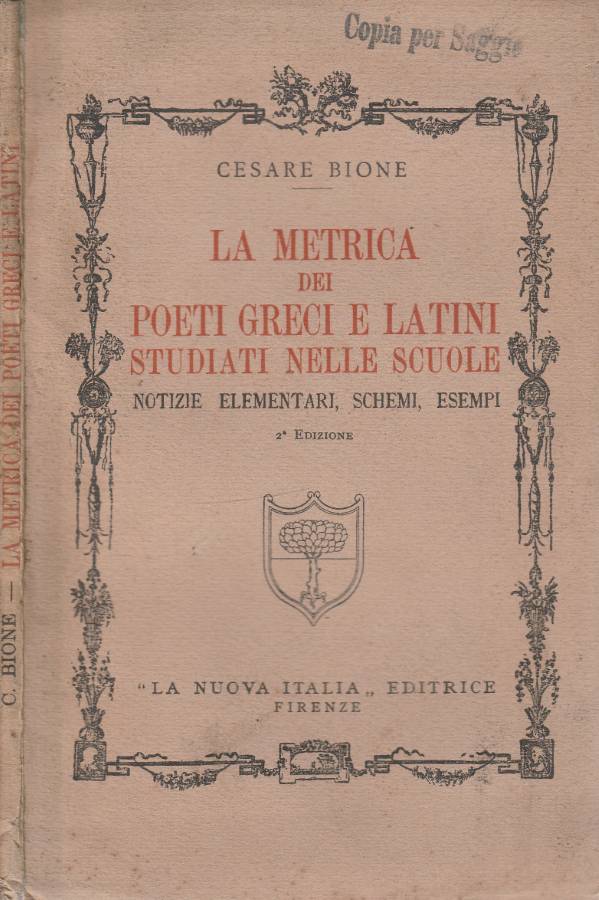 Copia per Saggio
CESARE BIONE
LA METRICA
DEI
POETI GRECI E LATINI
STUDIATI NELLE SCUOLE
NOTIZIE ELEMENTARI, SCHEMI, ESEMPI
2ª EDIZIONE
"LA NUOVA ITALIA„ EDITRICE
FIRENZE
C. BIONE — LA METRICA DEI POETI GRECI E LATINI